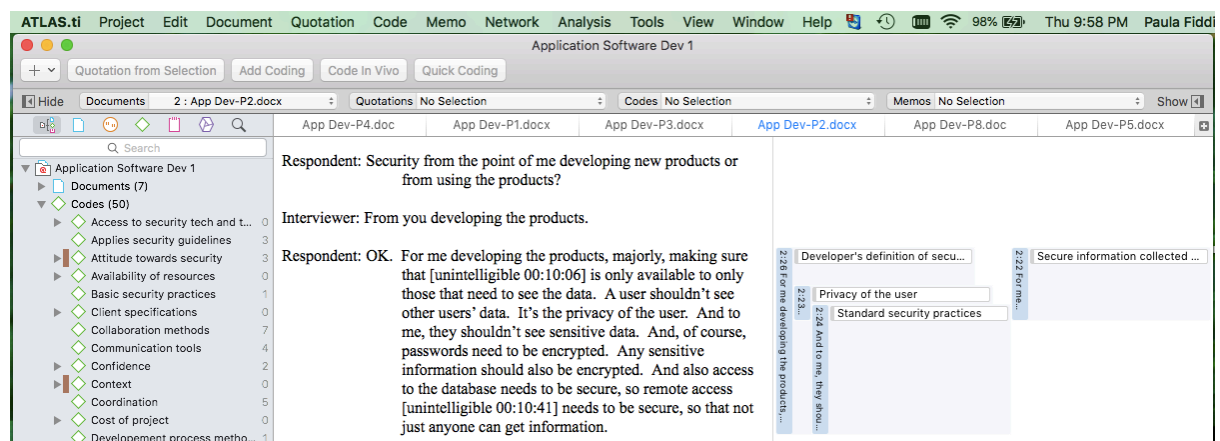 ATLAS.ti Project Edit Document Quotation Code Memo Network Analysis Tools View Window Help 98% Thu 9:58 PM Paula Fiddi
Application Software Dev 1
+ Quotation from Selection Add Coding Code In Vivo Quick Coding
Hide Documents 2 : App Dev-P2.docx Quotations No Selection Codes No Selection Memos No Selection Show
App Dev-P4.doc App Dev-P1.docx App Dev-P3.docx App Dev-P2.docx App Dev-P8.doc App Dev-P5.docx
Search
Application Software Dev 1
Documents (7)
Codes (50)
Access to security tech and t... 0
Applies security guidelines 3
Attitude towards security 3
Availability of resources 0
Basic security practices 1
Client specifications 0
Collaboration methods 7
Communication tools 4
Confidence 2
Context 0
Coordination 5
Cost of project 0
Developement process metho... 1
Respondent: Security from the point of me developing new products or
from using the products?
Interviewer: From you developing the products.
Respondent: OK. For me developing the products, majorly, making sure
that [unintelligible 00:10:06] is only available to only
those that need to see the data. A user shouldn't see
other users' data. It's the privacy of the user. And to
me, they shouldn't see sensitive data. And, of course,
passwords need to be encrypted. Any sensitive
information should also be encrypted. And also access
to the database needs to be secure, so remote access
[unintelligible 00:10:41] needs to be secure, so that not
just anyone can get information.
2:26 For me developing the products,...
Developer's definition of secu...
2:23...
Privacy of the user
2:24 And to me, they shou...
Standard security practices
2:22 For me...
Secure information collected ...